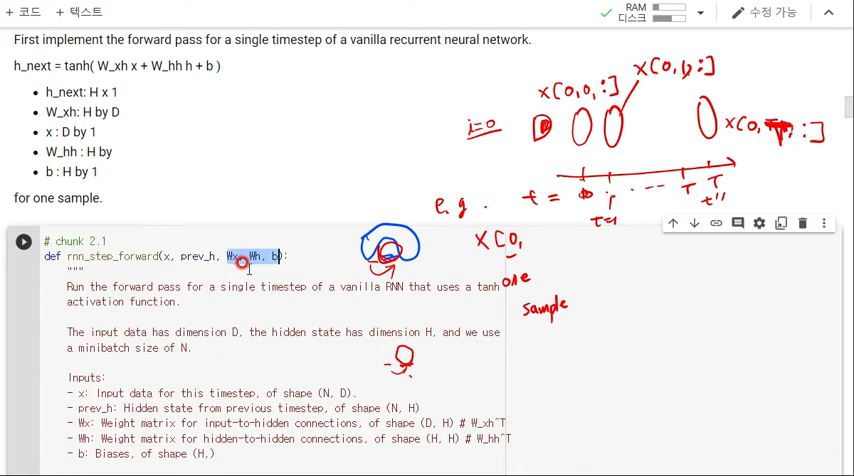 + 코드 + 텍스트
RAM
디스크
수정 가능
First implement the forward pass for a single timestep of a vanilla recurrent neural network.
h_next = tanh( W_xh x + W_hh h + b )
• h_next: H x 1
• W_xh: H by D
• x : D by 1
• W_hh : H by
• b : H by 1
for one sample.
x[0,0,:]
x[0,1,:]
i=0
D
x[0, :]
e.g.
t =
T
T
t=1
x[0,
one
sample
# chunk 2.1
def rnn_step_forward(x, prev_h, Wx, Wh, b):
"""
Run the forward pass for a single timestep of a vanilla RNN that uses a tanh
activation function.
The input data has dimension D, the hidden state has dimension H, and we use
a minibatch size of N.
Inputs:
- x: Input data for this timestep, of shape (N, D).
- prev_h: Hidden state from previous timestep, of shape (N, H)
- Wx: Weight matrix for input-to-hidden connections, of shape (D, H) # W_xh^T
- Wh: Weight matrix for hidden-to-hidden connections, of shape (H, H) # W_hh^T
- b: Biases, of shape (H,)